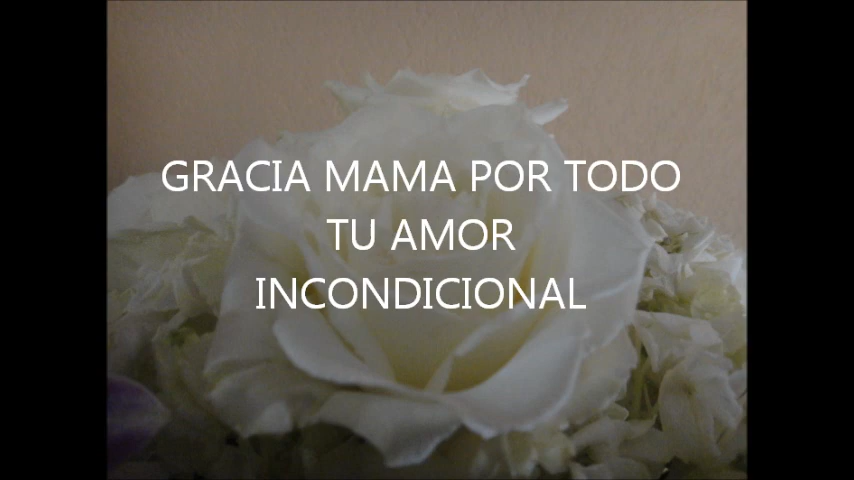 GRACIA MAMA POR TODO
TU AMOR
INCONDICIONAL